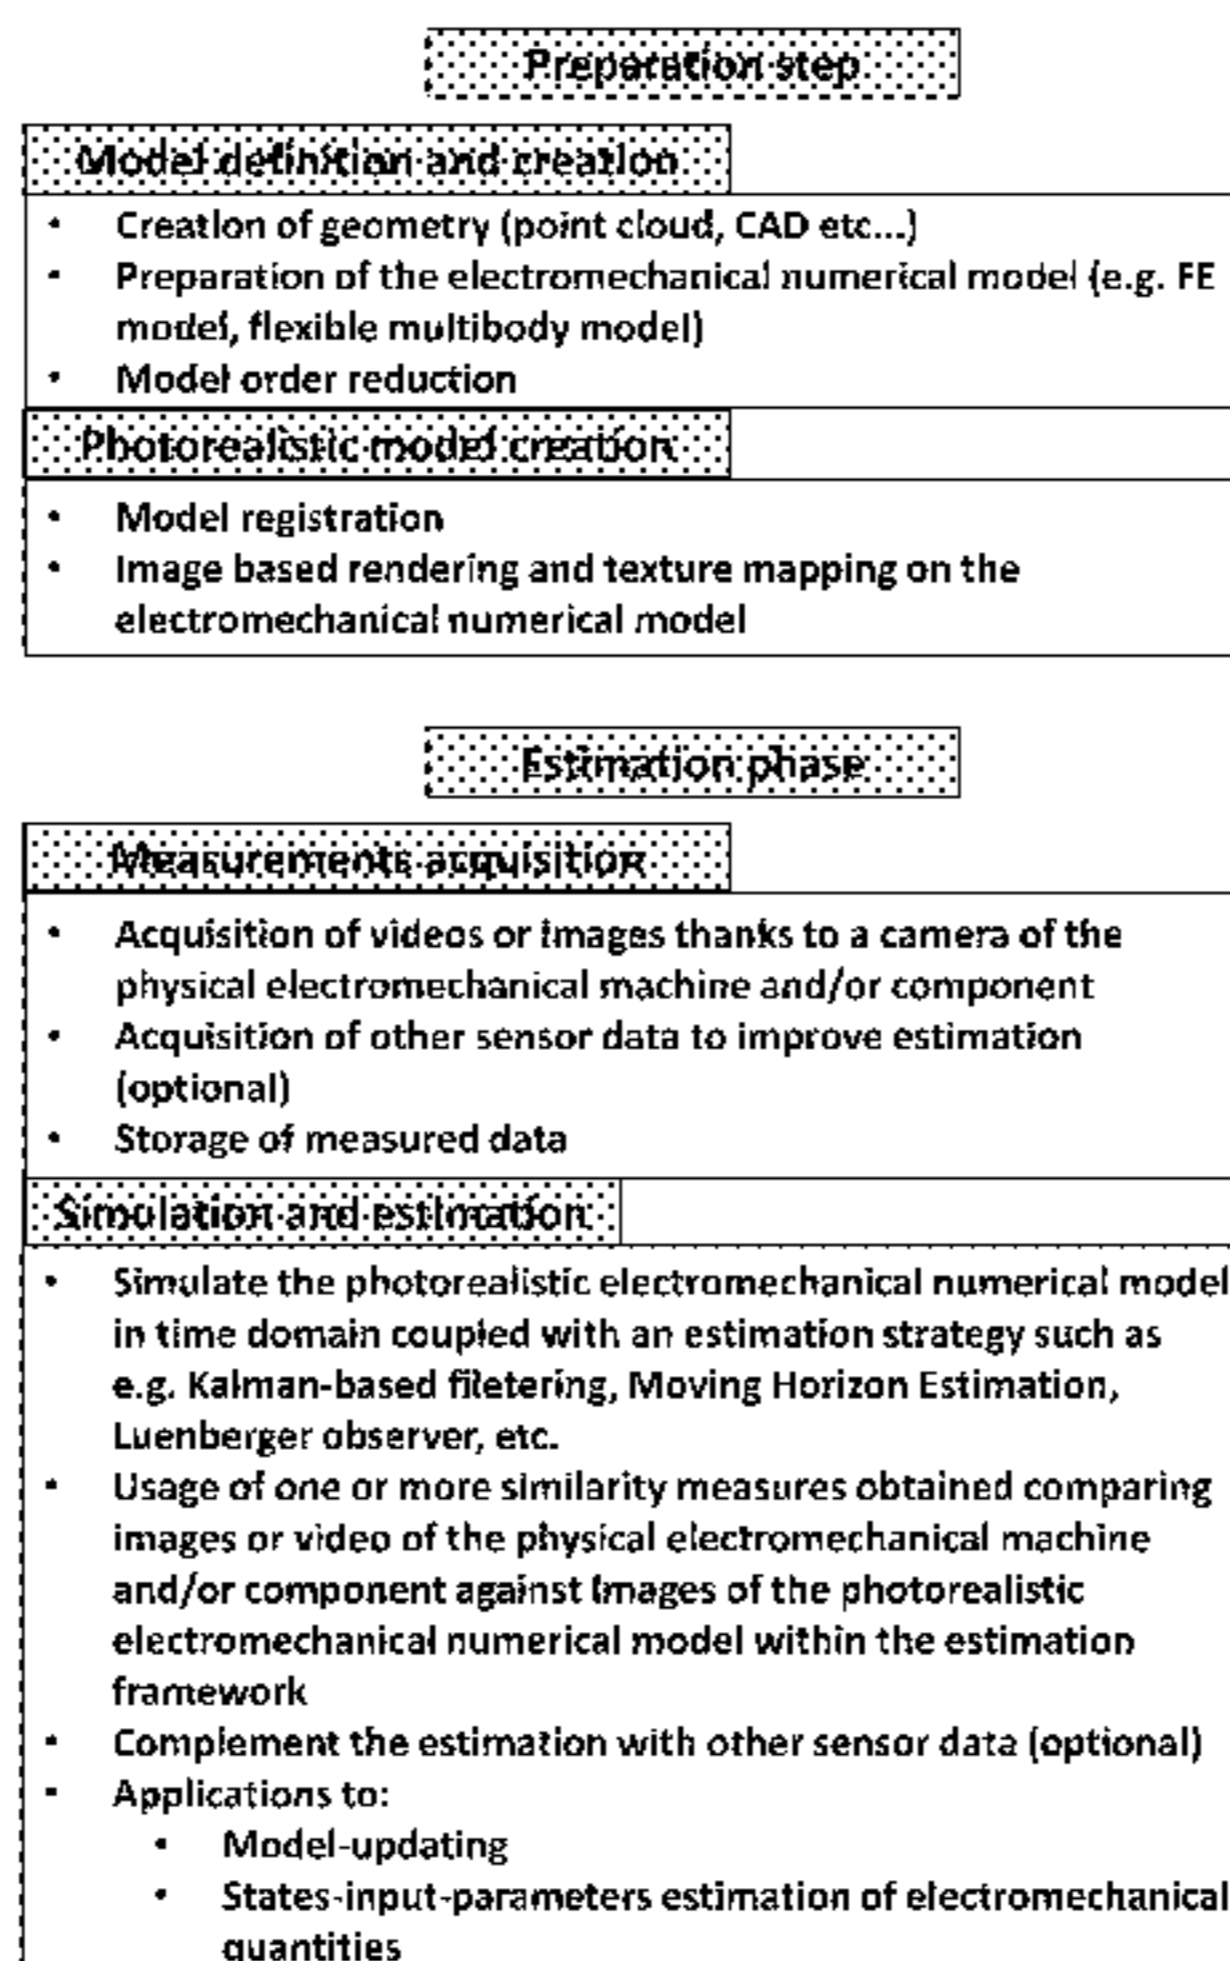 Preparation step
Model definition and creation
• Creation of geometry (point cloud, CAD etc...)
• Preparation of the electromechanical numerical model (e.g. FE
model, flexible multibody model)
• Model order reduction
Photorealistic model creation
• Model registration
• Image based rendering and texture mapping on the
electromechanical numerical model
Estimation phase
Measurements acquisition
• Acquisition of videos or images thanks to a camera of the
physical electromechanical machine and/or component
• Acquisition of other sensor data to improve estimation
(optional)
• Storage of measured data
Simulation and estimation
• Simulate the photorealistic electromechanical numerical model
in time domain coupled with an estimation strategy such as
e.g. Kalman-based filetering, Moving Horizon Estimation,
Luenberger observer, etc.
• Usage of one or more similarity measures obtained comparing
images or video of the physical electromechanical machine
and/or component against images of the photorealistic
electromechanical numerical model within the estimation
framework
• Complement the estimation with other sensor data (optional)
• Applications to:
• Model-updating
• States-input-parameters estimation of electromechanical
quantities